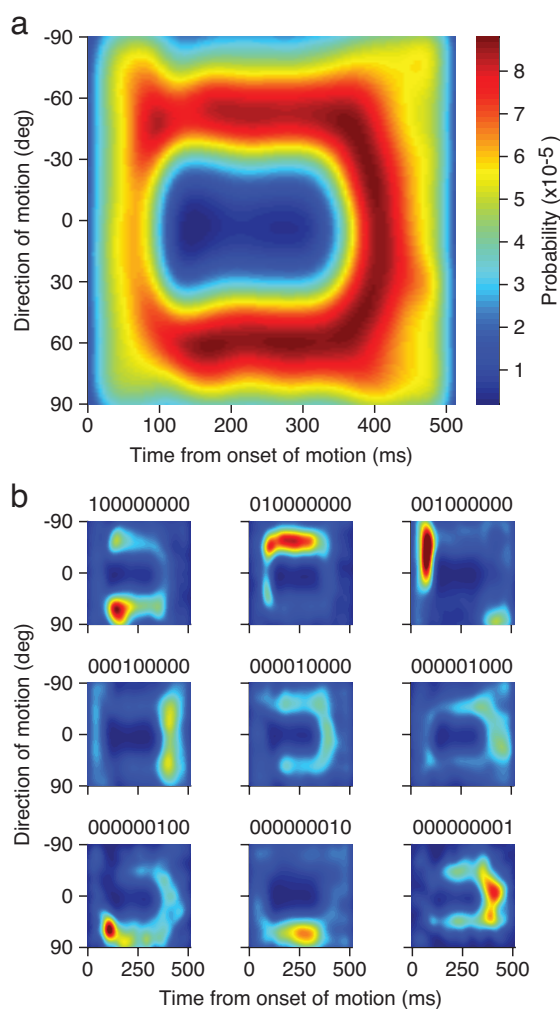 a
-90
-60
-30
0
30
60
90
Direction of motion (deg)
0 100 200 300 400 500
Time from onset of motion (ms)
8
7
6
5
4
3
2
1
Probability (x10-5)
b
100000000 010000000 001000000
-90
0
90
000100000 000010000 000001000
-90
0
90
000000100 000000010 000000001
-90
0
90
Direction of motion (deg)
0 250 500 0 250 500 0 250 500
Time from onset of motion (ms)